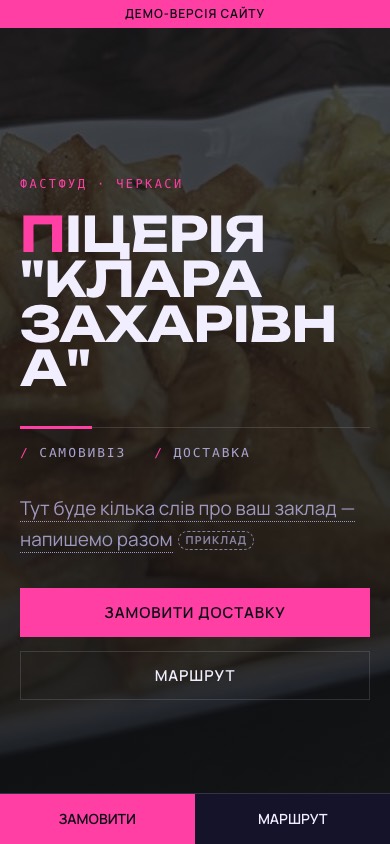 ДЕМО-ВЕРСІЯ САЙТУ
ФАСТФУД · ЧЕРКАСИ
ПІЦЕРІЯ
"КЛАРА
ЗАХАРІВН
А"
/ САМОВИВІЗ / ДОСТАВКА
Тут буде кілька слів про ваш заклад —
напишемо разом ПРИКЛАД
ЗАМОВИТИ ДОСТАВКУ
МАРШРУТ
ЗАМОВИТИ МАРШРУТ